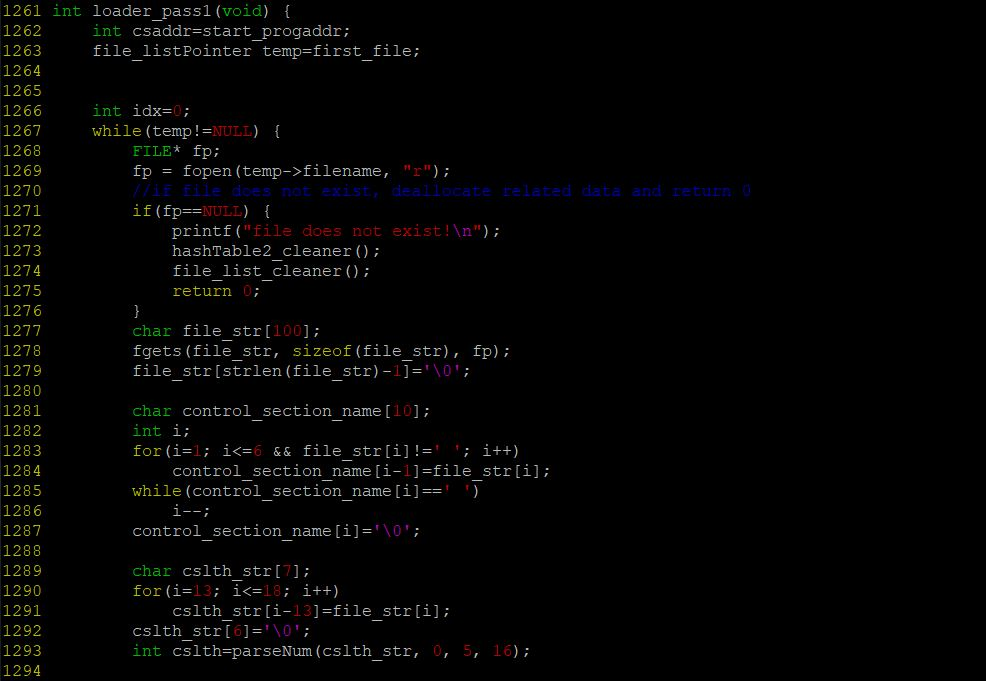 1261 int loader_pass1(void) {
1262     int csaddr=start_progaddr;
1263     file_listPointer temp=first_file;
1264
1265
1266     int idx=0;
1267     while(temp!=NULL) {
1268         FILE* fp;
1269         fp = fopen(temp->filename, "r");
1270         //if file does not exist, deallocate related data and return 0
1271         if(fp==NULL) {
1272             printf("file does not exist!\n");
1273             hashTable2_cleaner();
1274             file_list_cleaner();
1275             return 0;
1276         }
1277         char file_str[100];
1278         fgets(file_str, sizeof(file_str), fp);
1279         file_str[strlen(file_str)-1]='\0';
1280
1281         char control_section_name[10];
1282         int i;
1283         for(i=1; i<=6 && file_str[i]!=' '; i++)
1284             control_section_name[i-1]=file_str[i];
1285         while(control_section_name[i]==' ')
1286             i--;
1287         control_section_name[i]='\0';
1288
1289         char cslth_str[7];
1290         for(i=13; i<=18; i++)
1291             cslth_str[i-13]=file_str[i];
1292         cslth_str[6]='\0';
1293         int cslth=parseNum(cslth_str, 0, 5, 16);
1294